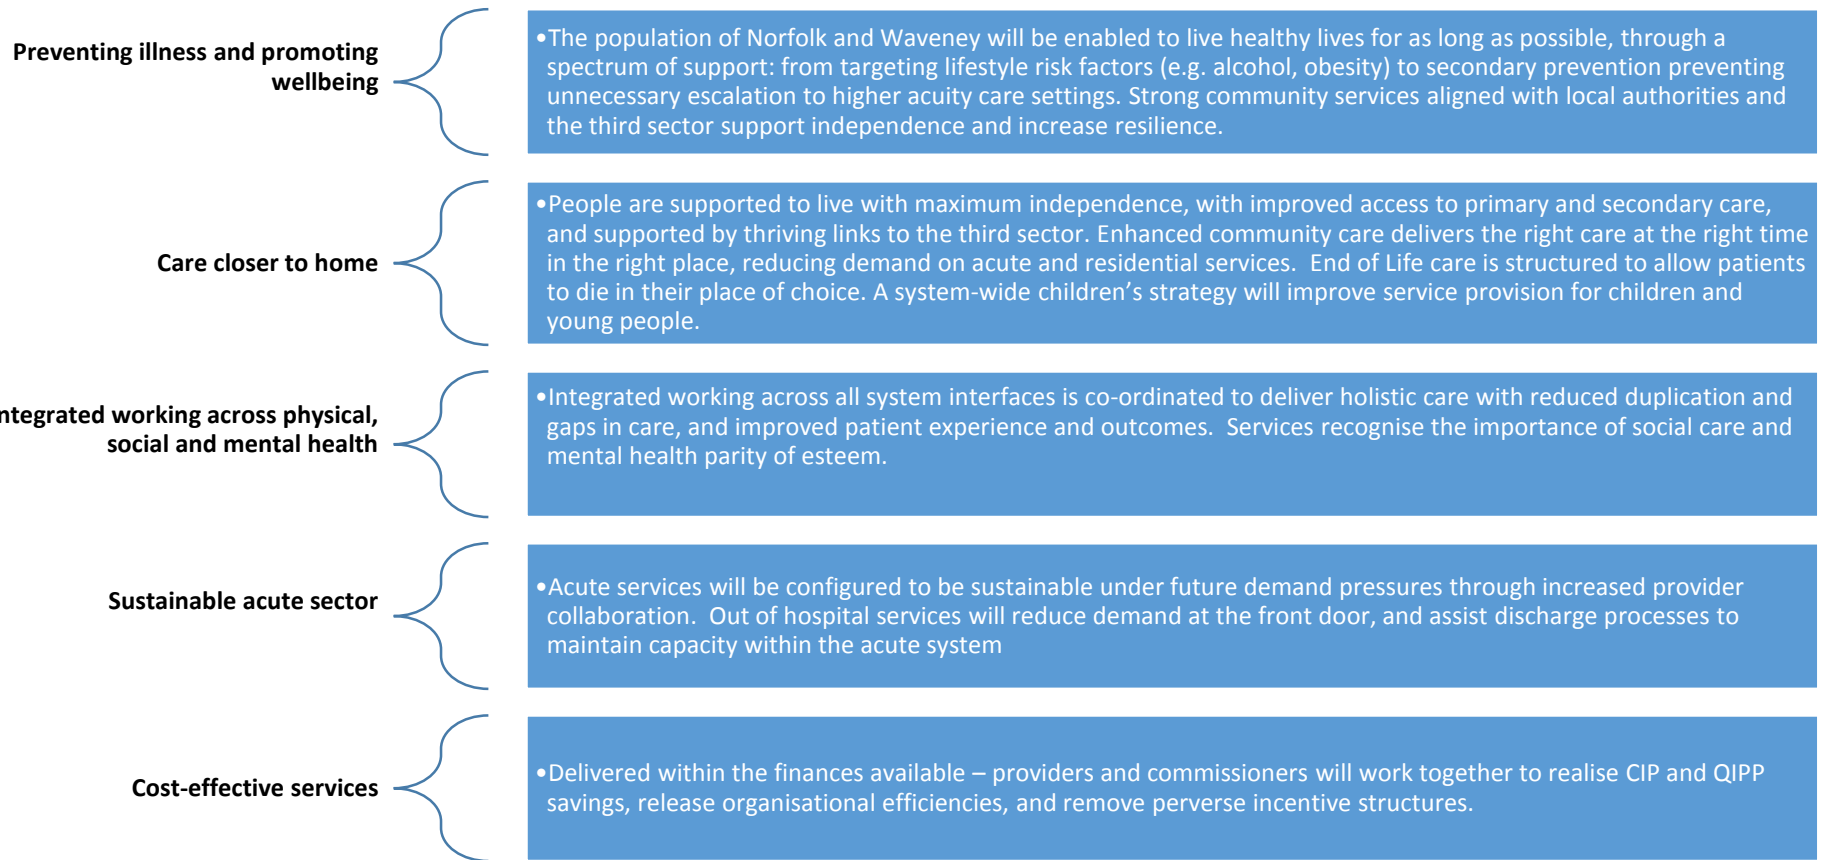 Preventing illness and promoting
wellbeing
•The population of Norfolk and Waveney will be enabled to live healthy lives for as long as possible, through a
spectrum of support: from targeting lifestyle risk factors (e.g. alcohol, obesity) to secondary prevention preventing
unnecessary escalation to higher acuity care settings. Strong community services aligned with local authorities and
the third sector support independence and increase resilience.
Care closer to home
•People are supported to live with maximum independence, with improved access to primary and secondary care,
and supported by thriving links to the third sector. Enhanced community care delivers the right care at the right time
in the right place, reducing demand on acute and residential services.  End of Life care is structured to allow patients
to die in their place of choice. A system-wide children’s strategy will improve service provision for children and
young people.
ntegrated working across physical,
social and mental health
•Integrated working across all system interfaces is co-ordinated to deliver holistic care with reduced duplication and
gaps in care, and improved patient experience and outcomes.  Services recognise the importance of social care and
mental health parity of esteem.
Sustainable acute sector
•Acute services will be configured to be sustainable under future demand pressures through increased provider
collaboration.  Out of hospital services will reduce demand at the front door, and assist discharge processes to
maintain capacity within the acute system
Cost-effective services
•Delivered within the finances available – providers and commissioners will work together to realise CIP and QIPP
savings, release organisational efficiencies, and remove perverse incentive structures.